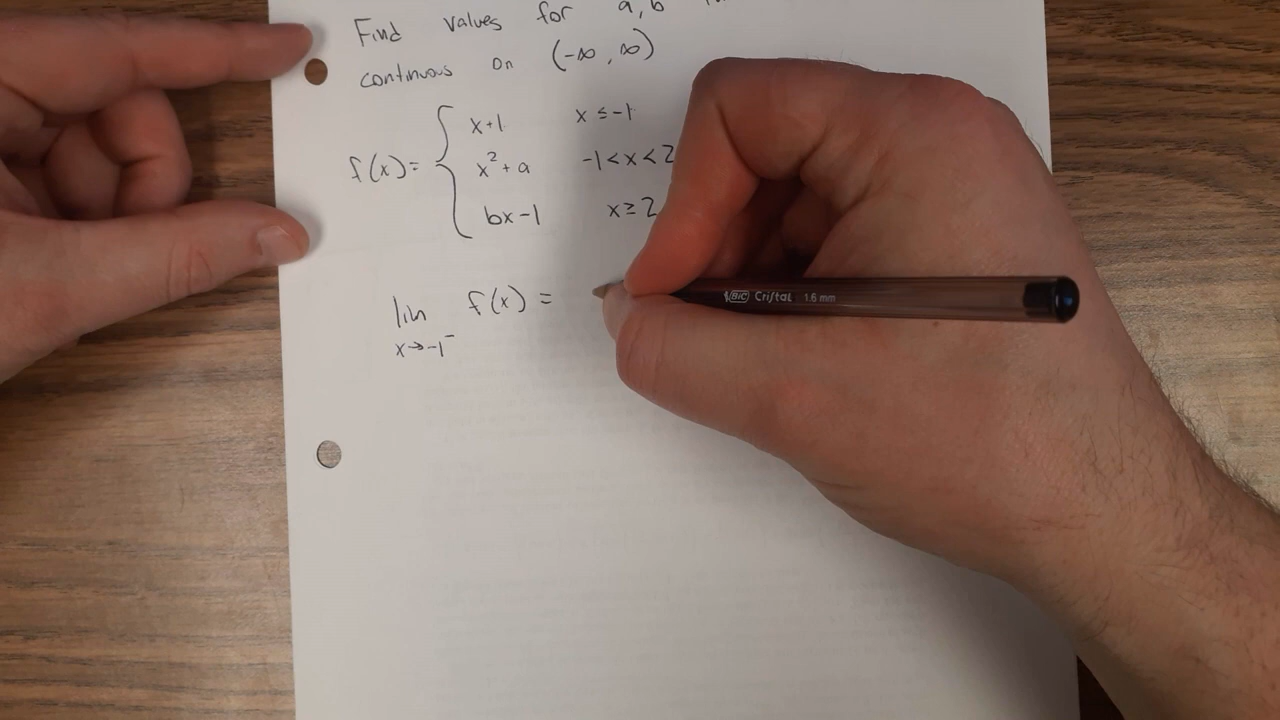 Find values for a, b
continuous on (-∞, ∞)
f(x) = { x+1 x ≤ -1
x² + a -1 < x < 2
bx - 1 x ≥ 2
lim f(x) =
x → -1⁻
BIC Cristal 1.6 mm